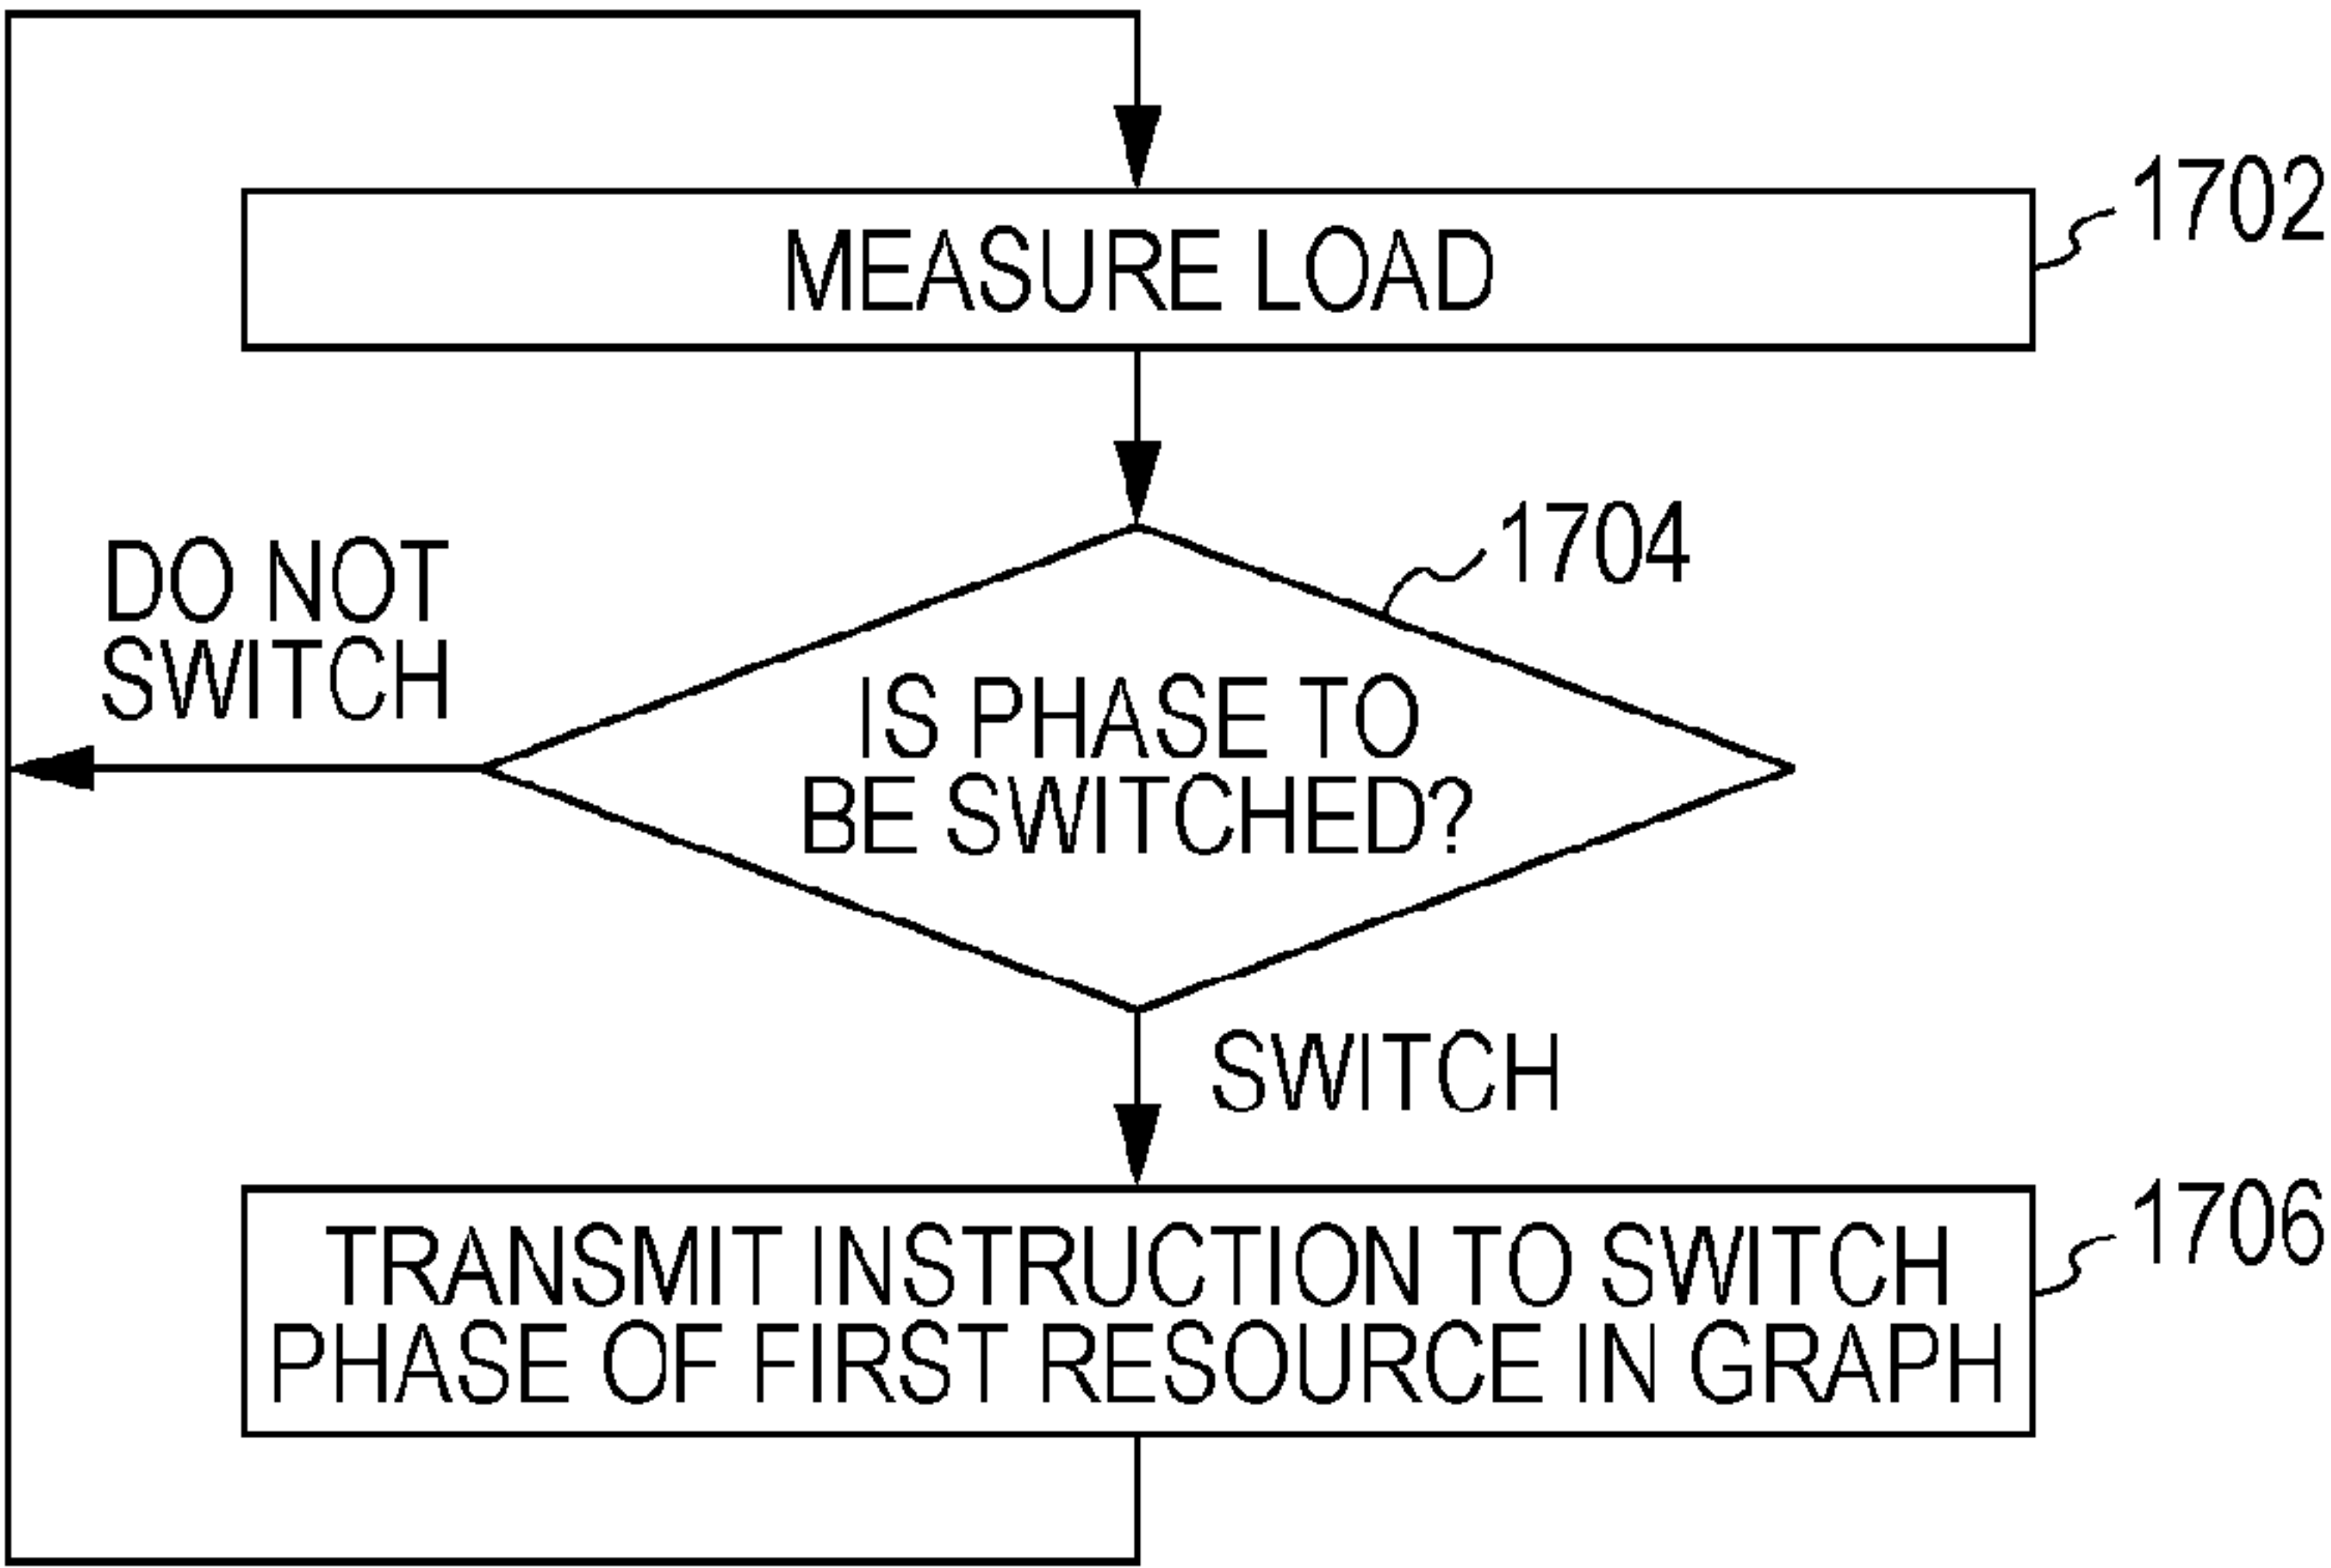 1702
MEASURE LOAD
1704
DO NOT
SWITCH
IS PHASE TO
BE SWITCHED?
SWITCH
1706
TRANSMIT INSTRUCTION TO SWITCH
PHASE OF FIRST RESOURCE IN GRAPH